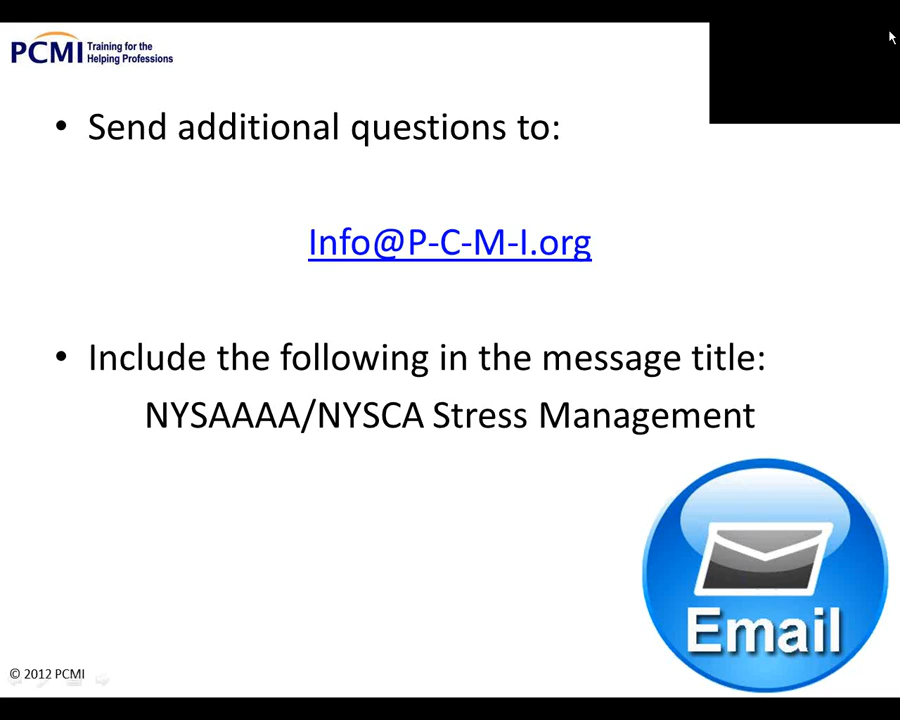 PCMI Training for the
Helping Professions
• Send additional questions to:
Info@P-C-M-I.org
• Include the following in the message title:
NYSAAAA/NYSCA Stress Management
Email
© 2012 PCMI